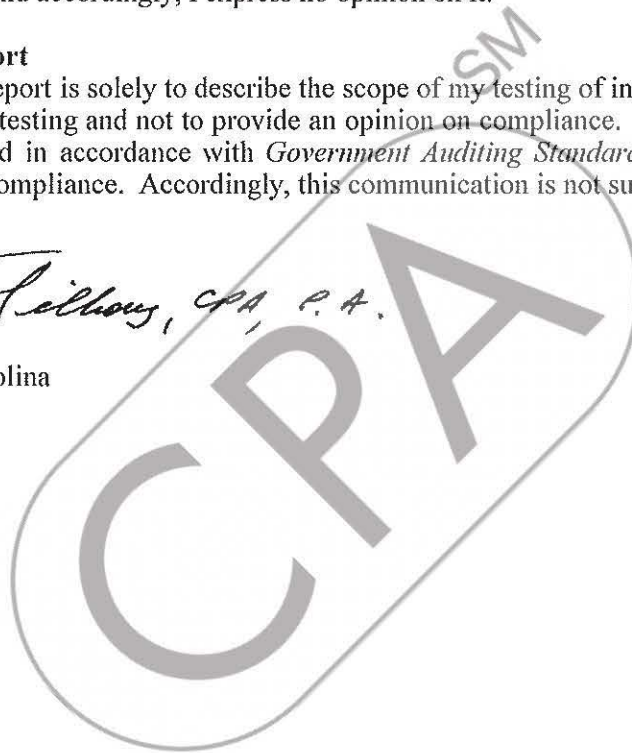 and accordingly, I express no opinion on it.
ort
eport is solely to describe the scope of my testing of in
testing and not to provide an opinion on compliance.
d in accordance with Government Auditing Standard
ompliance. Accordingly, this communication is not su
CPA, P.A.
olina
CPA
SM